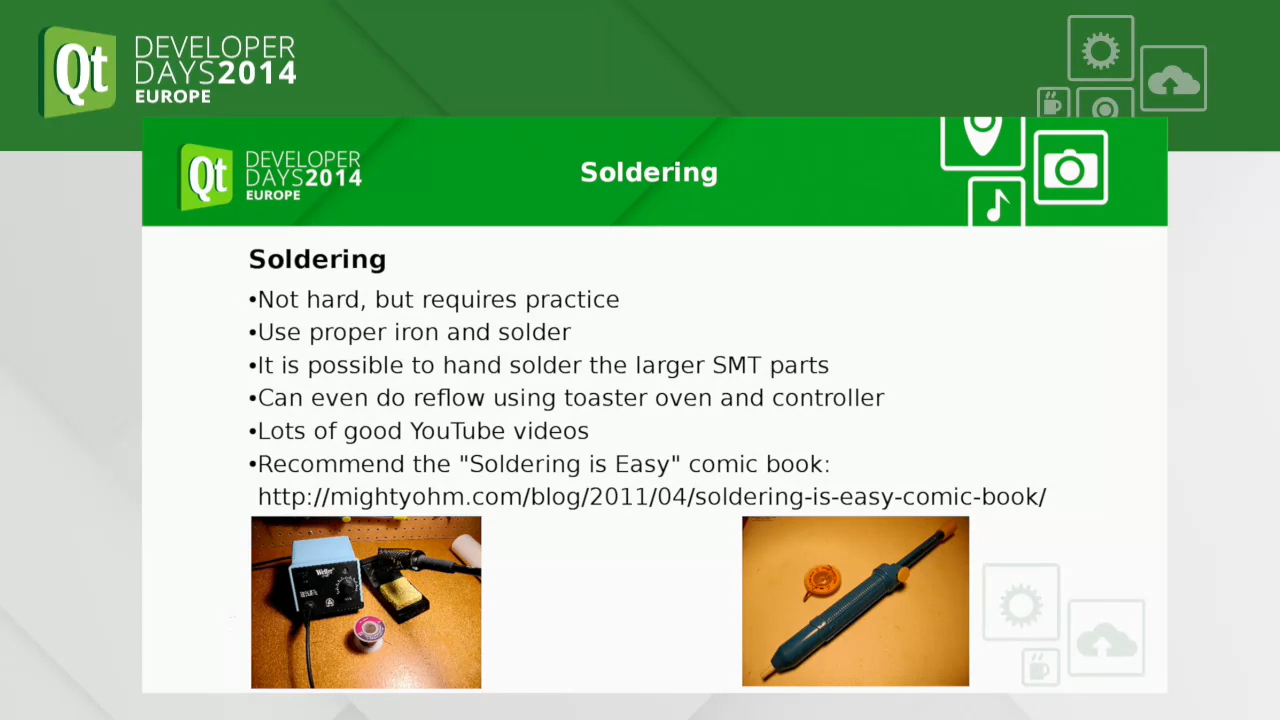 Qt DEVELOPER
DAYS2014
EUROPE
Qt DEVELOPER
DAYS2014
EUROPE
Soldering
Soldering
•Not hard, but requires practice
•Use proper iron and solder
•It is possible to hand solder the larger SMT parts
•Can even do reflow using toaster oven and controller
•Lots of good YouTube videos
•Recommend the "Soldering is Easy" comic book:
http://mightyohm.com/blog/2011/04/soldering-is-easy-comic-book/
Weller